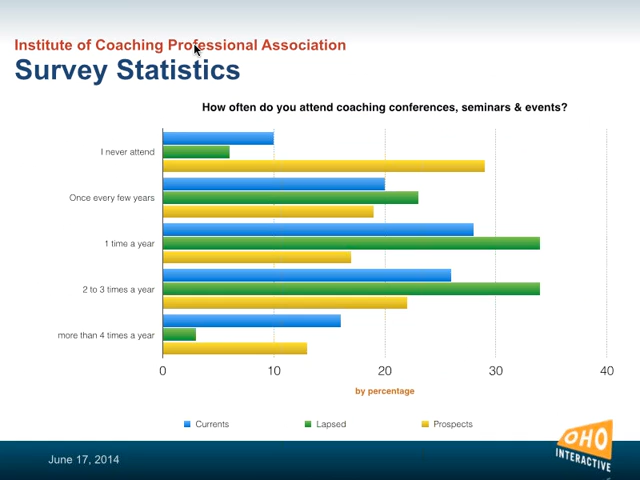 Institute of Coaching Professional Association
Survey Statistics
How often do you attend coaching conferences, seminars & events?
I never attend
Once every few years
1 time a year
2 to 3 times a year
more than 4 times a year
0 10 20 30 40
by percentage
Currents Lapsed Prospects
June 17, 2014
OHO
INTERACTIVE